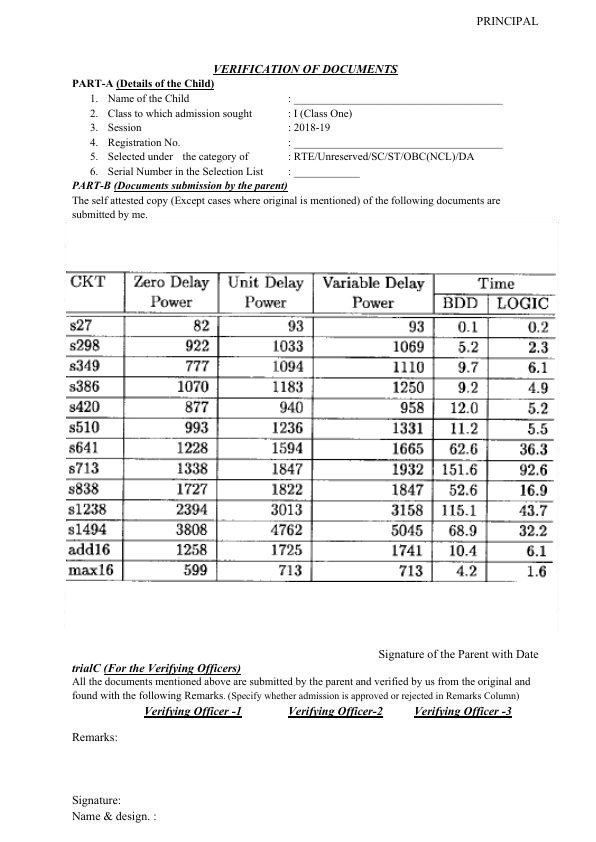 PRINCIPAL
VERIFICATION OF DOCUMENTS
PART-A (Details of the Child)
1. Name of the Child : ______________________________________
2. Class to which admission sought : I (Class One)
3. Session : 2018-19
4. Registration No. : ______________________________________
5. Selected under the category of : RTE/Unreserved/SC/ST/OBC(NCL)/DA
6. Serial Number in the Selection List : ____________
PART-B (Documents submission by the parent)
The self attested copy (Except cases where original is mentioned) of the following documents are
submitted by me.
CKT Zero Delay Power Unit Delay Power Variable Delay Power Time
BDD LOGIC
s27 82 93 93 0.1 0.2
s298 922 1033 1069 5.2 2.3
s349 777 1094 1110 9.7 6.1
s386 1070 1183 1250 9.2 4.9
s420 877 940 958 12.0 5.2
s510 993 1236 1331 11.2 5.5
s641 1228 1594 1665 62.6 36.3
s713 1338 1847 1932 151.6 92.6
s838 1727 1822 1847 52.6 16.9
s1238 2394 3013 3158 115.1 43.7
s1494 3808 4762 5045 68.9 32.2
add16 1258 1725 1741 10.4 6.1
max16 599 713 713 4.2 1.6
Signature of the Parent with Date
trialC (For the Verifying Officers)
All the documents mentioned above are submitted by the parent and verified by us from the original and
found with the following Remarks. (Specify whether admission is approved or rejected in Remarks Column)
Verifying Officer -1 Verifying Officer-2 Verifying Officer -3
Remarks:
Signature:
Name & design. :